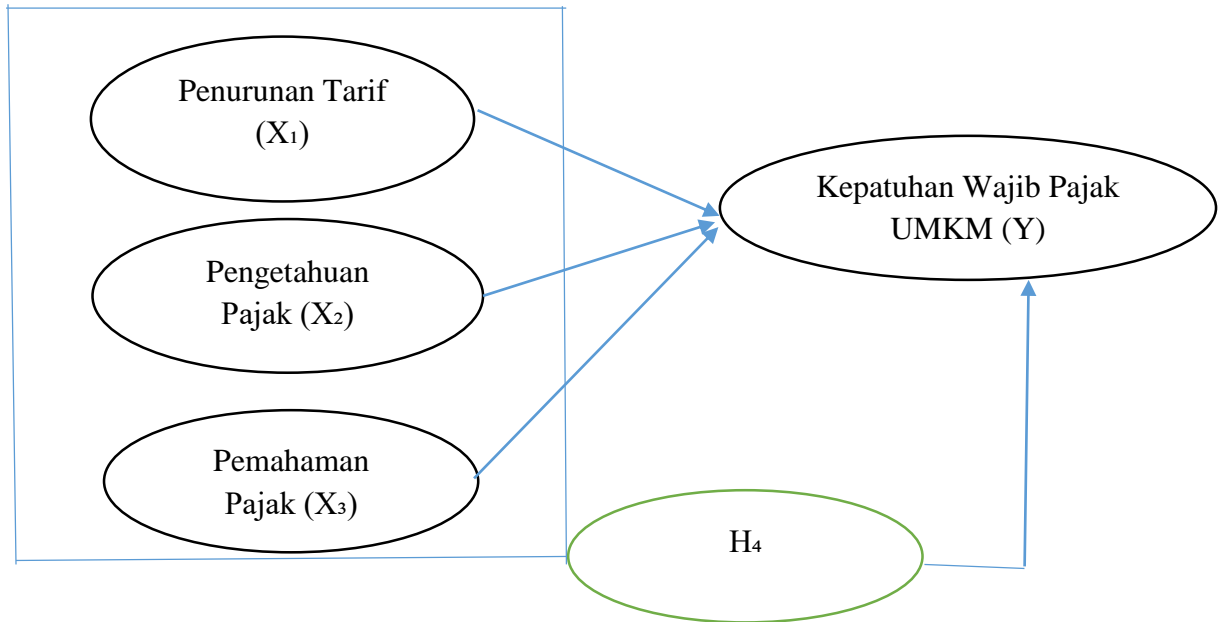 Penurunan Tarif
(X₁)
Kepatuhan Wajib Pajak
UMKM (Y)
Pengetahuan
Pajak (X₂)
Pemahaman
Pajak (X₃)
H₄